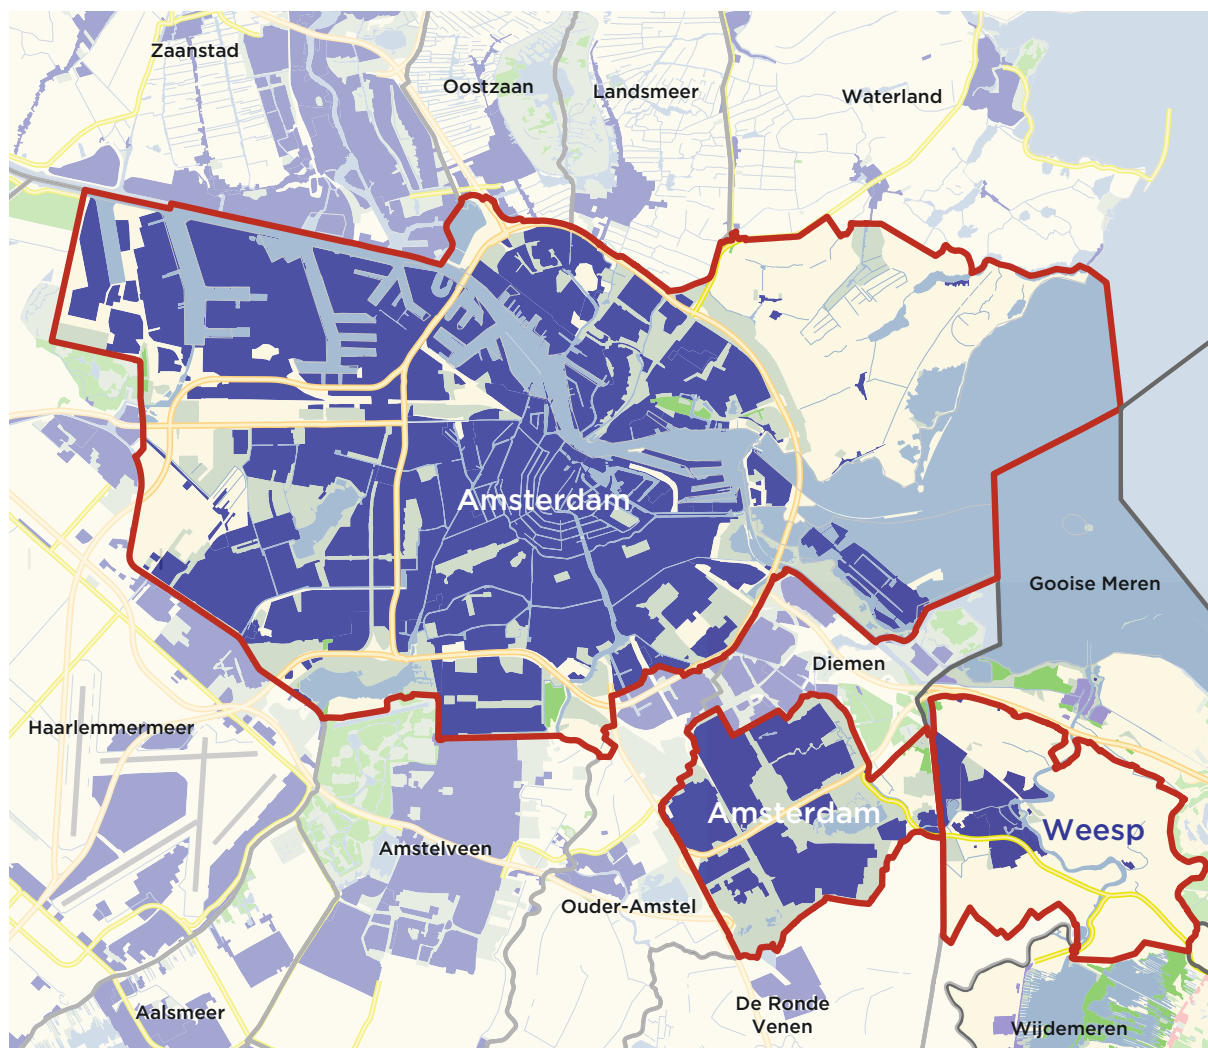 Zaanstad
Oostzaan
Landsmeer
Waterland
Amsterdam
Gooise Meren
Diemen
Haarlemmermeer
Amsterdam
Weesp
Amstelveen
Ouder-Amstel
De Ronde
Venen
Aalsmeer
Wijdemeren